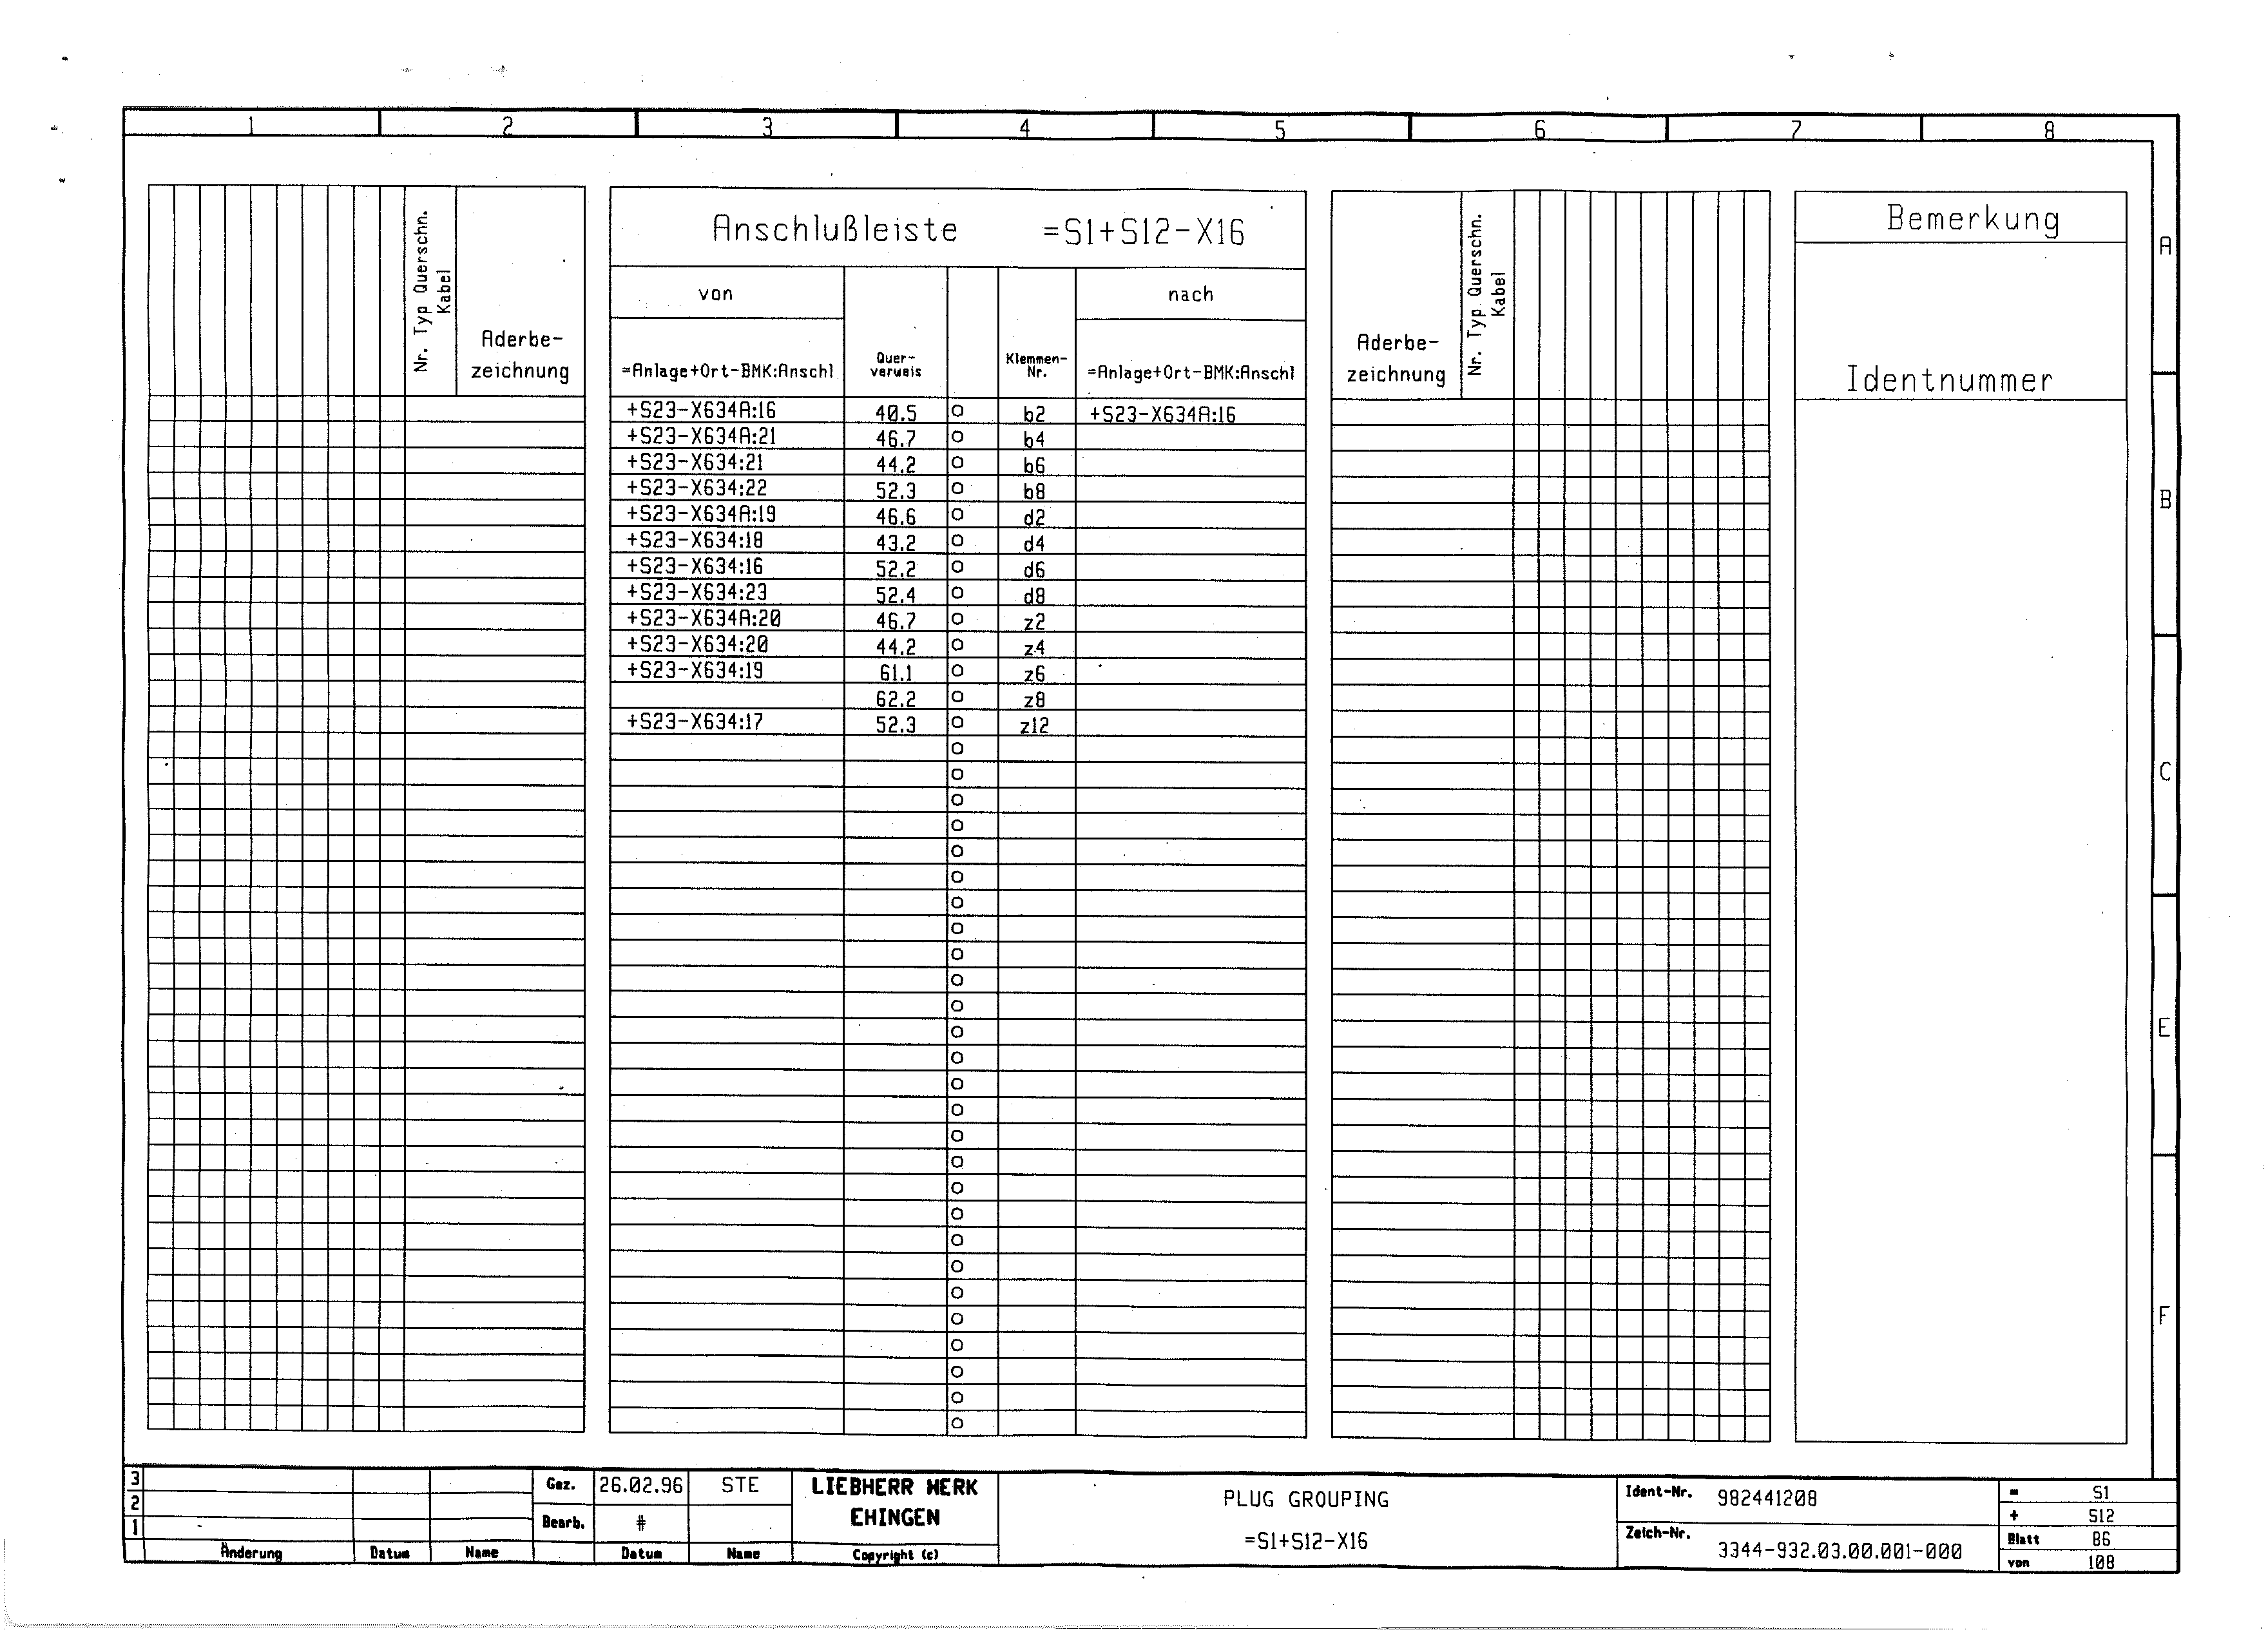 1 2 3 4 5 6 7 8
Anschlußleiste =S1+S12-X16
Bemerkung
A
von
nach
Nr. Typ Querschn.
Kabel
Aderbe-
zeichnung
=Anlage+Ort-BMK:Anschl
Quer-
verweis
Klemmen-
Nr.
=Anlage+Ort-BMK:Anschl
Aderbe-
zeichnung
Nr. Typ Querschn.
Kabel
Identnummer
+S23-X634A:16 40.5 o b2 +S23-X634A:16
+S23-X634A:21 46.7 o b4
+S23-X634:21 44.2 o b6
+S23-X634:22 52.3 o b8
B
+S23-X634A:19 46.6 o d2
+S23-X634:18 43.2 o d4
+S23-X634:16 52.2 o d6
+S23-X634:23 52.4 o d8
+S23-X634A:20 46.7 o z2
+S23-X634:20 44.2 o z4
+S23-X634:19 61.1 o z6
62.2 o z8
+S23-X634:17 52.3 o z12
C
E
F
3
2
1
Änderung Datum Name
Gez. 26.02.96 STE
Bearb. #
Datum Name
LIEBHERR WERK
EHINGEN
Copyright (c)
PLUG GROUPING
=S1+S12-X16
Ident-Nr. 982441208
Zeich-Nr. 3344-932.03.00.001-000
= S1
+ S12
Blatt 86
von 108